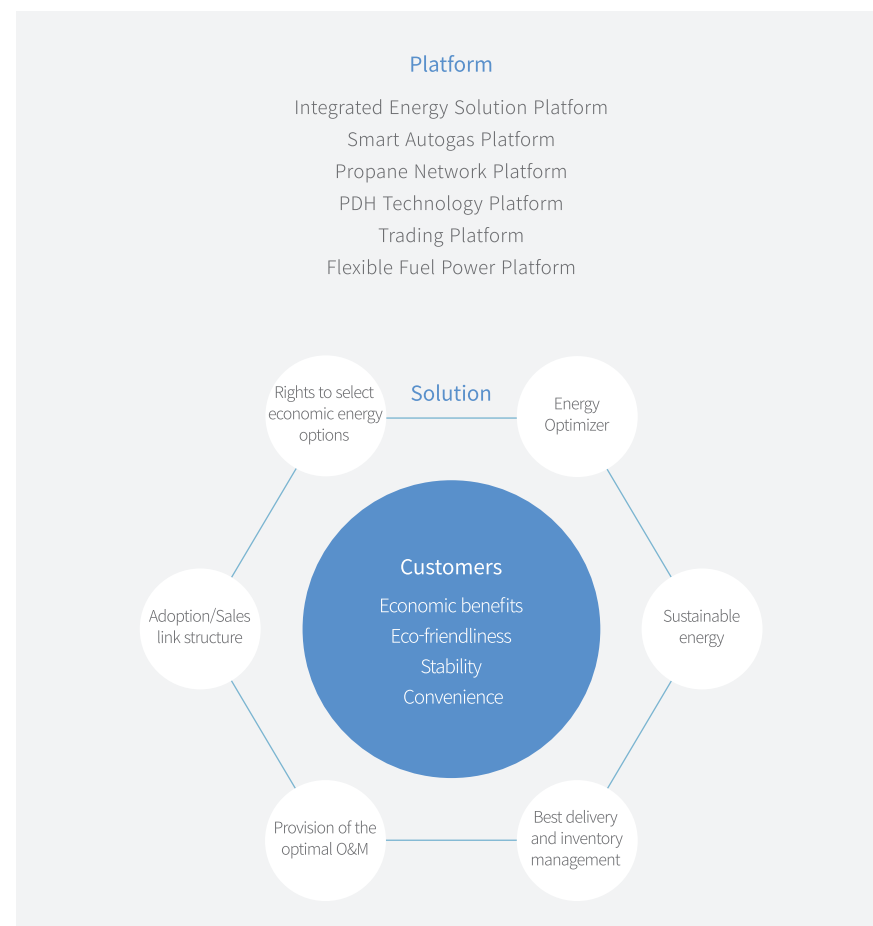 Platform
Integrated Energy Solution Platform
Smart Autogas Platform
Propane Network Platform
PDH Technology Platform
Trading Platform
Flexible Fuel Power Platform
Solution
Rights to select
economic energy
options
Energy
Optimizer
Customers
Economic benefits
Eco-friendliness
Stability
Convenience
Adoption/Sales
link structure
Sustainable
energy
Provision of the
optimal O&M
Best delivery
and inventory
management